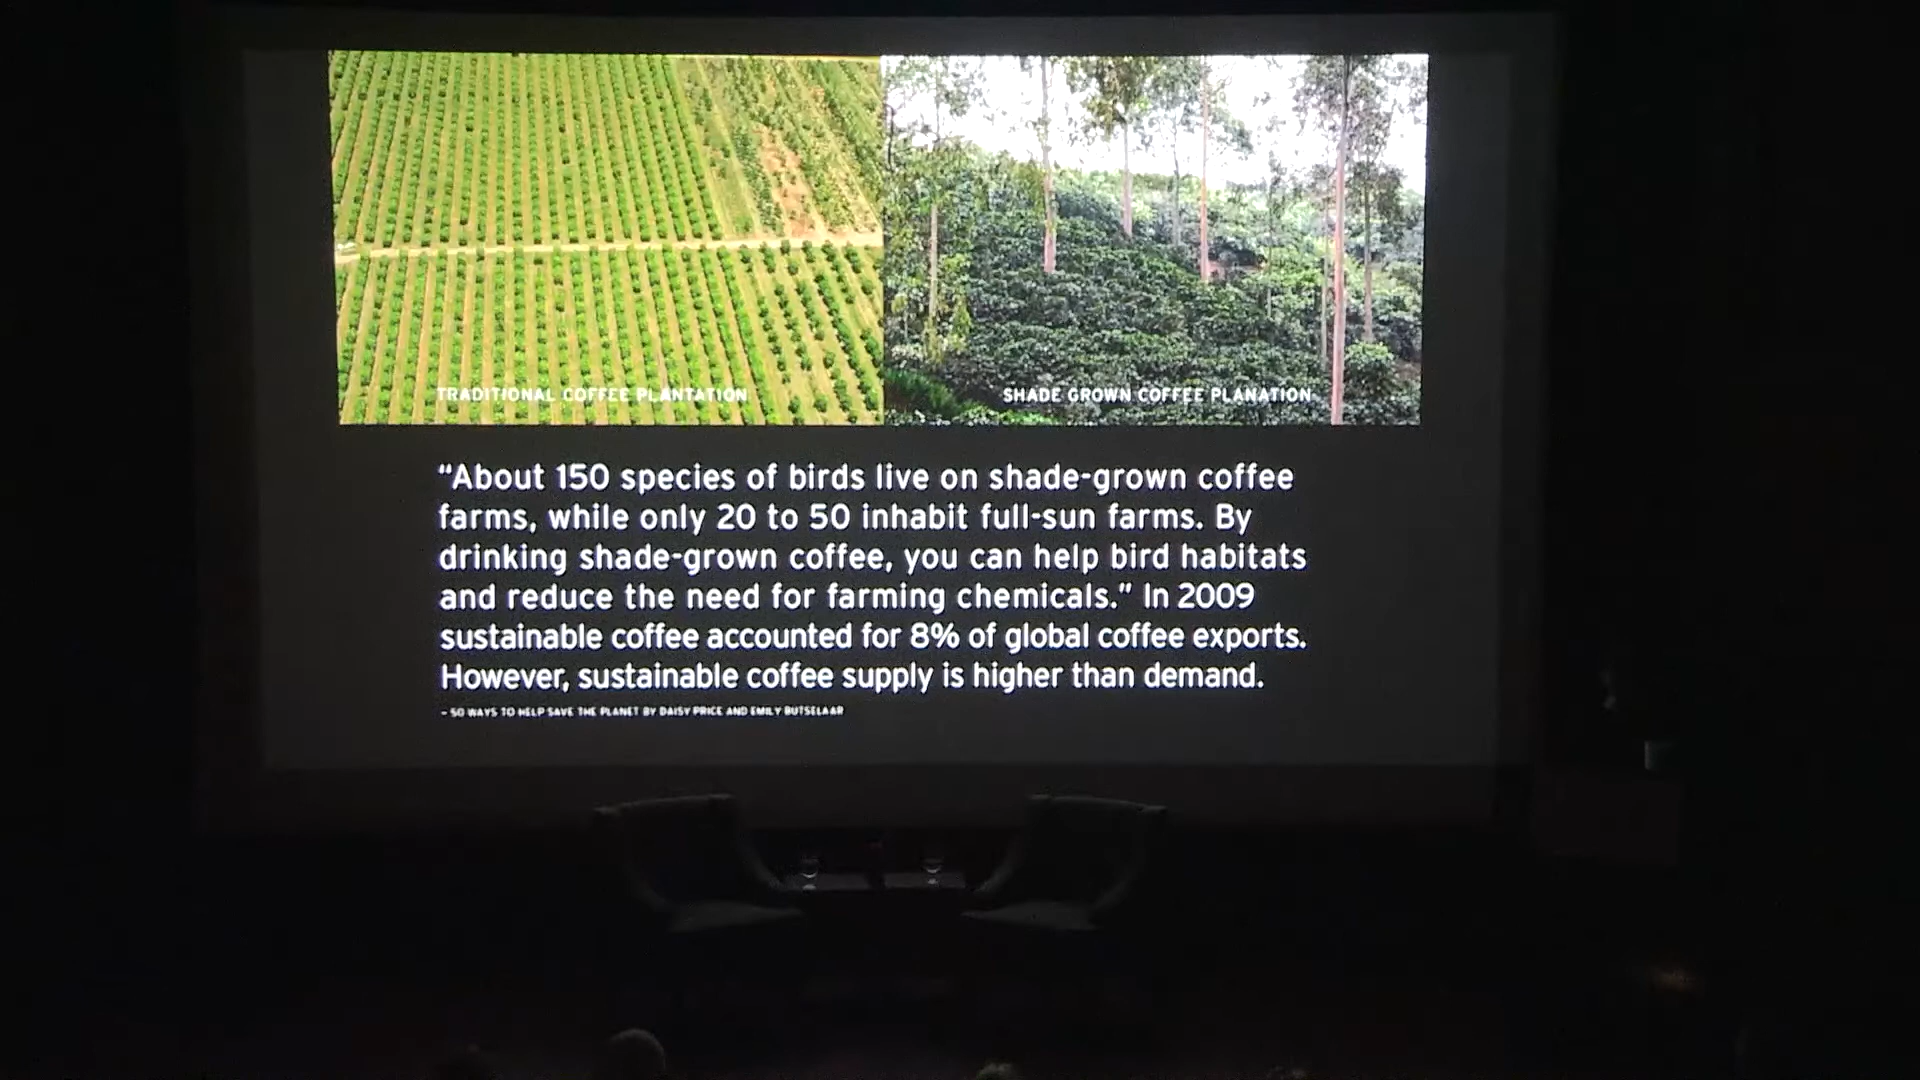 TRADITIONAL COFFEE PLANTATION
SHADE GROWN COFFEE PLANATION
“About 150 species of birds live on shade-grown coffee
farms, while only 20 to 50 inhabit full-sun farms. By
drinking shade-grown coffee, you can help bird habitats
and reduce the need for farming chemicals.” In 2009
sustainable coffee accounted for 8% of global coffee exports.
However, sustainable coffee supply is higher than demand.
- 50 WAYS TO HELP SAVE THE PLANET BY DAISY PRICE AND EMILY BUTSELAAR